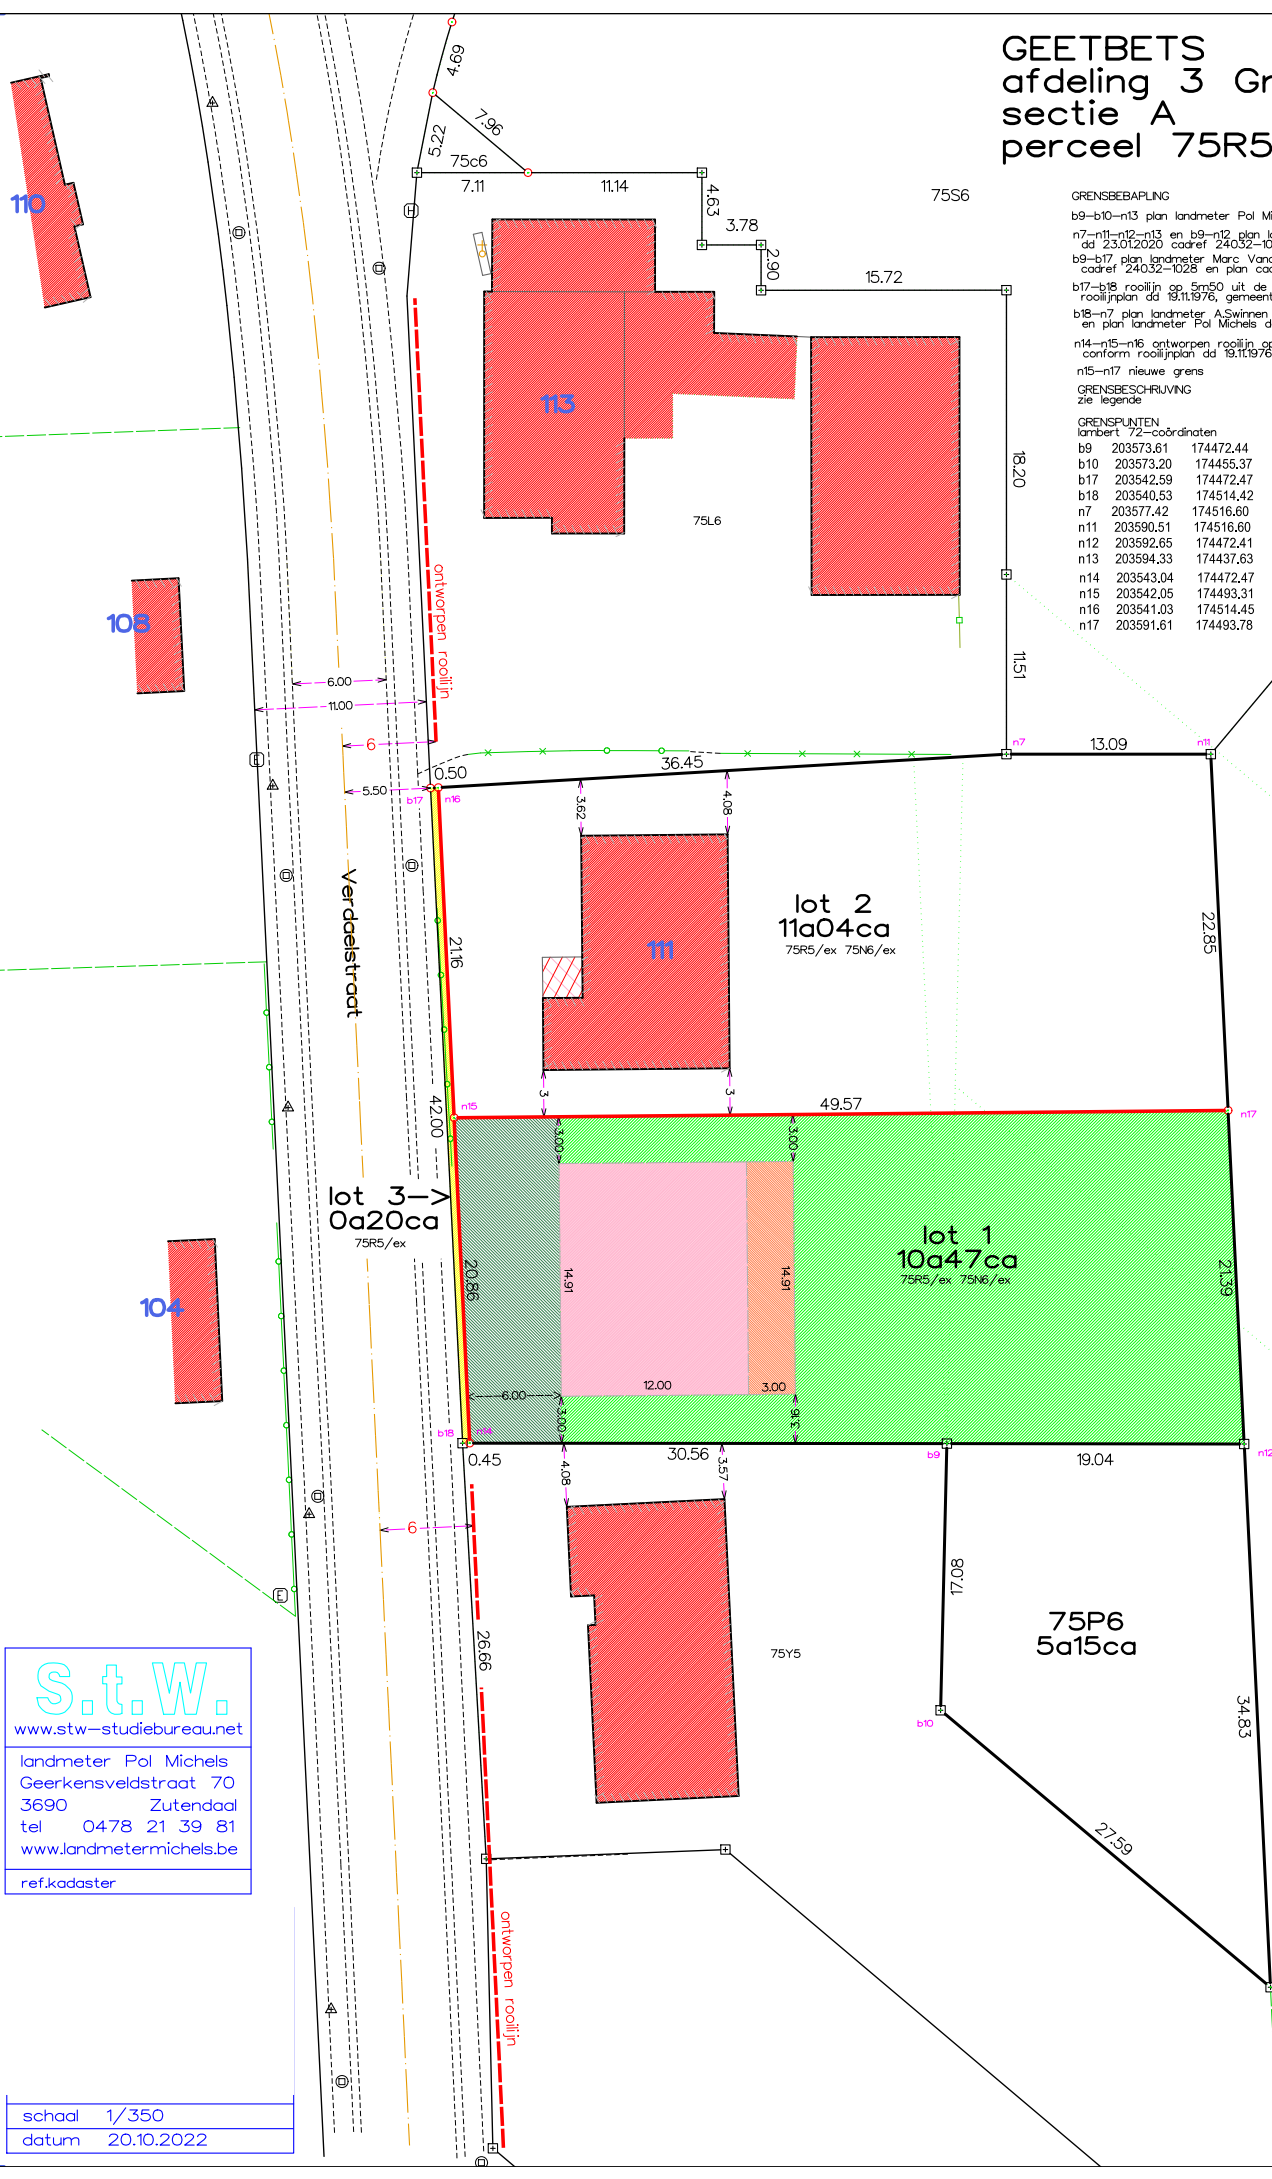 GEETBETS
afdeling 3 Gr
sectie A
perceel 75R5
GRENSBEBAPLING
b9-b10-n13 plan landmeter Pol Mi
n7-n11-n12-n13 en b9-n12 plan l
dd 23.01.2020 cadref 24032-10
b9-b17 plan landmeter Marc Vand
cadref 24032-1028 en plan cad
b17-b18 rooilijn op 5m50 uit de
rooilijnplan dd 19.11.1976, gemeent
b18-n7 plan landmeter A.Swinnen
en plan landmeter Pol Michels d
n14-n15-n16 ontworpen rooilijn op
conform rooilijnplan dd 19.11.1976
n15-n17 nieuwe grens
GRENSBESCHRIJVING
zie legende
GRENSPUNTEN
lambert 72-coördinaten
b9 203573.61 174472.44
b10 203573.20 174455.37
b17 203542.59 174472.47
b18 203540.53 174514.42
n7 203577.42 174516.60
n11 203590.51 174516.60
n12 203592.65 174472.41
n13 203594.33 174437.63
n14 203543.04 174472.47
n15 203542.05 174493.31
n16 203541.03 174514.45
n17 203591.61 174493.78
4.69
7.96
5.22
75c6
7.11
11.14
4.63
3.78
2.90
15.72
75S6
110
H
113
75L6
18.20
11.51
ontworpen rooilijn
108
6.00
11.00
6
5.50
E
0.50
b17
n16
36.45
n7
13.09
n11
3.62
4.08
lot 2
11a04ca
75R5/ex 75N6/ex
111
22.85
Verdaelstraat
21.16
42.00
3
3
n15
49.57
n17
3.00
3.00
lot 3->
0a20ca
75R5/ex
lot 1
10a47ca
75R5/ex 75N6/ex
20.86
14.91
14.91
21.39
104
6.00
12.00
3.00
3.00
3.16
b18
n14
0.45
30.56
b9
19.04
n12
4.08
3.57
6
E
17.08
75P6
5a15ca
26.66
75Y5
34.83
b10
27.59
ontworpen rooilijn
S.t.W.
www.stw-studiebureau.net
landmeter Pol Michels
Geerkensveldstraat 70
3690 Zutendaal
tel 0478 21 39 81
www.landmetermichels.be
ref.kadaster
schaal 1/350
datum 20.10.2022